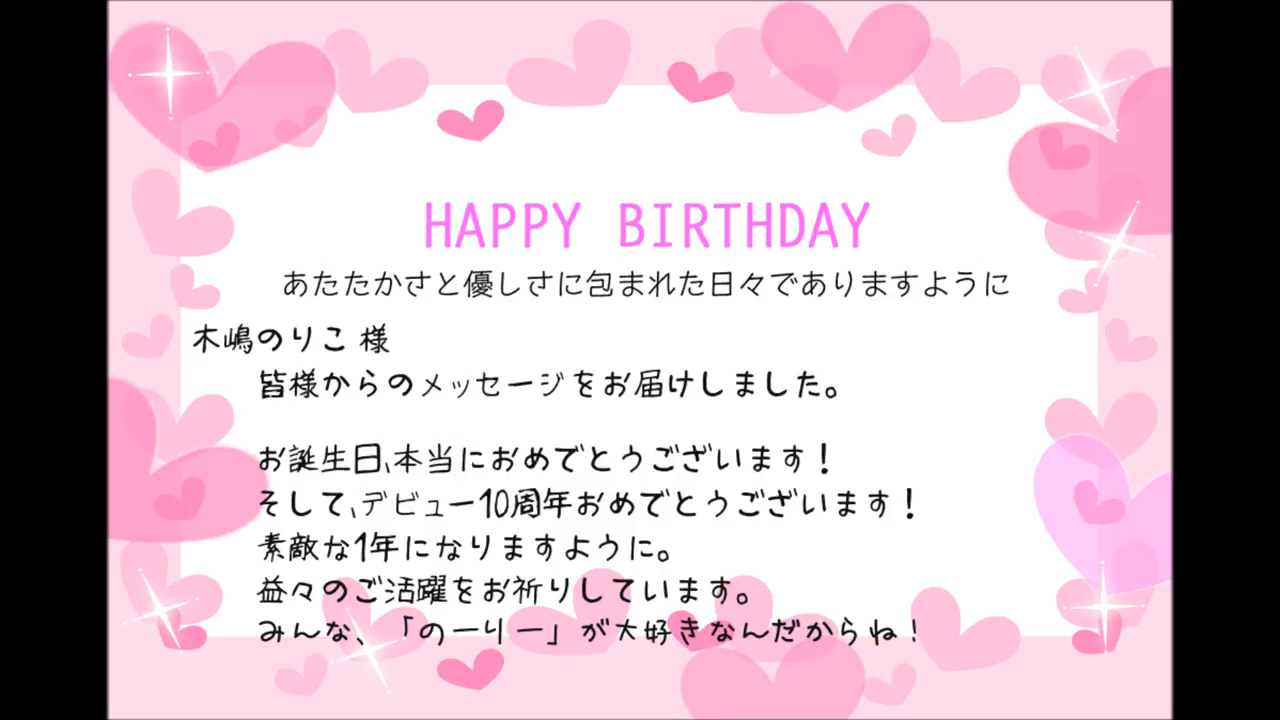 HAPPY BIRTHDAY
あたたかさと優しさに包まれた日々でありますように
木嶋のりこ 様
皆様からのメッセージをお届けしました。
お誕生日、本当におめでとうございます！
そして、デビュー10周年おめでとうございます！
素敵な1年になりますように。
益々のご活躍をお祈りしています。
みんな、「のーりー」が大好きなんだからね！